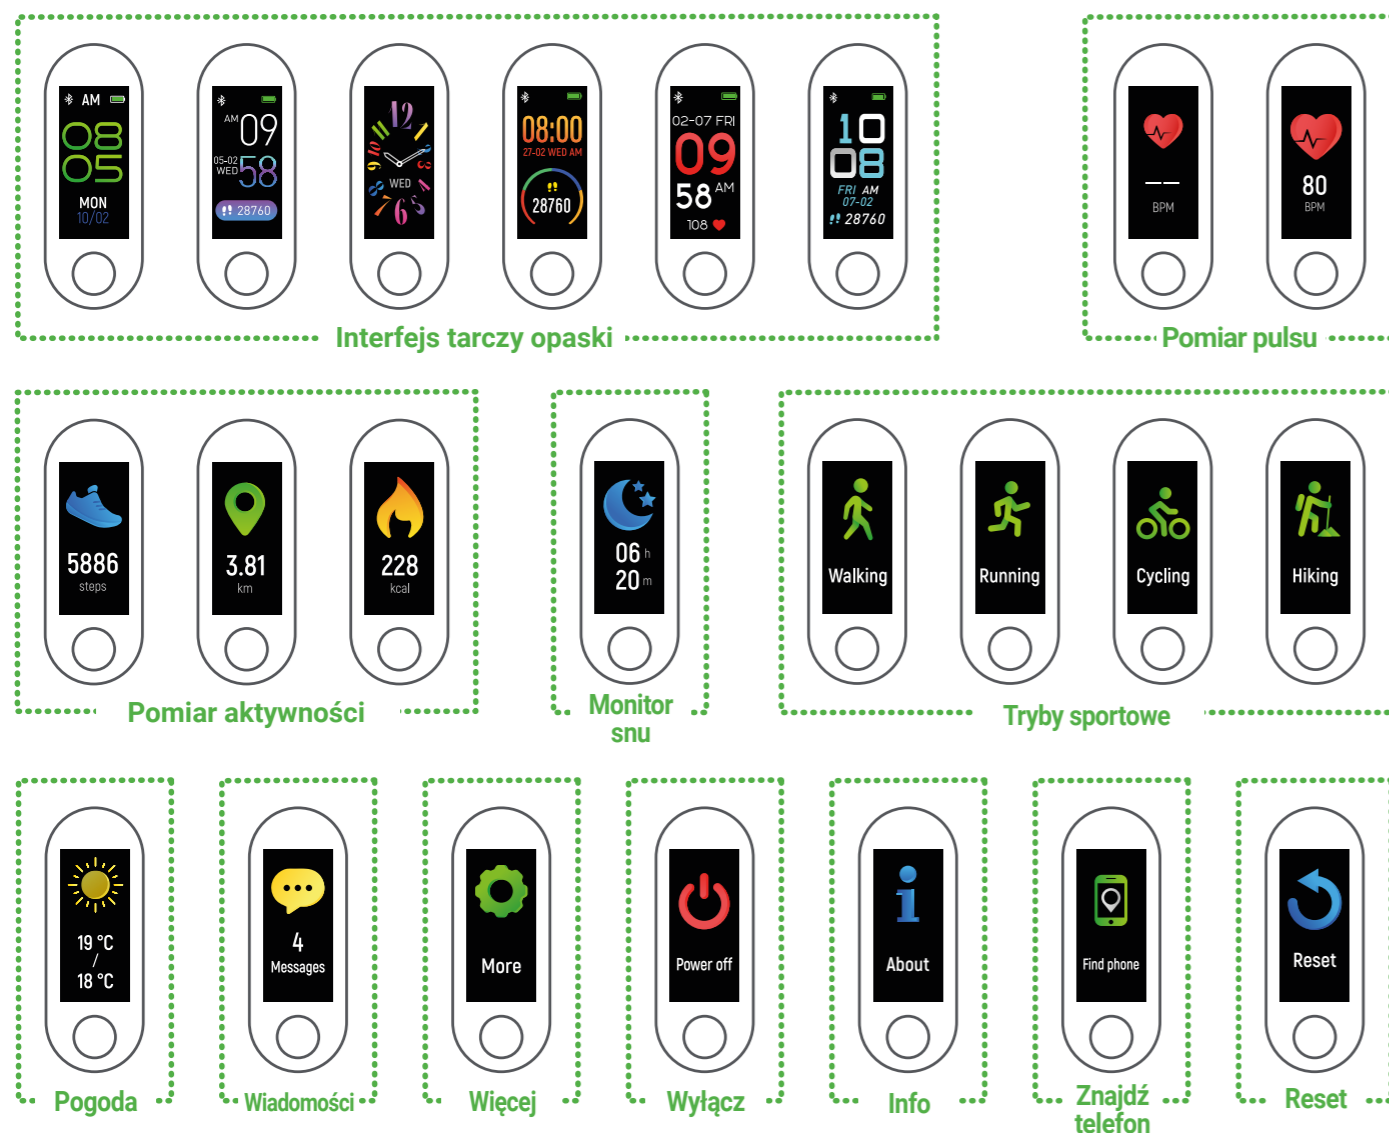 AM
08
05
MON
10/02
AM 09
05-02
WED 58
28760
12
WED
7 6 5
08:00
27-02 WED AM
28760
02-07 FRI
09
58 AM
108
10
08
FRI AM
07-02
28760
Interfejs tarczy opaski
BPM
80
BPM
Pomiar pulsu
5886
steps
3.81
km
228
kcal
Pomiar aktywności
06 h
20 m
Monitor
snu
Walking
Running
Cycling
Hiking
Tryby sportowe
19 °C
/
18 °C
Pogoda
4
Messages
Wiadomości
More
Więcej
Power off
Wyłącz
About
Info
Find phone
Znajdź
telefon
Reset
Reset